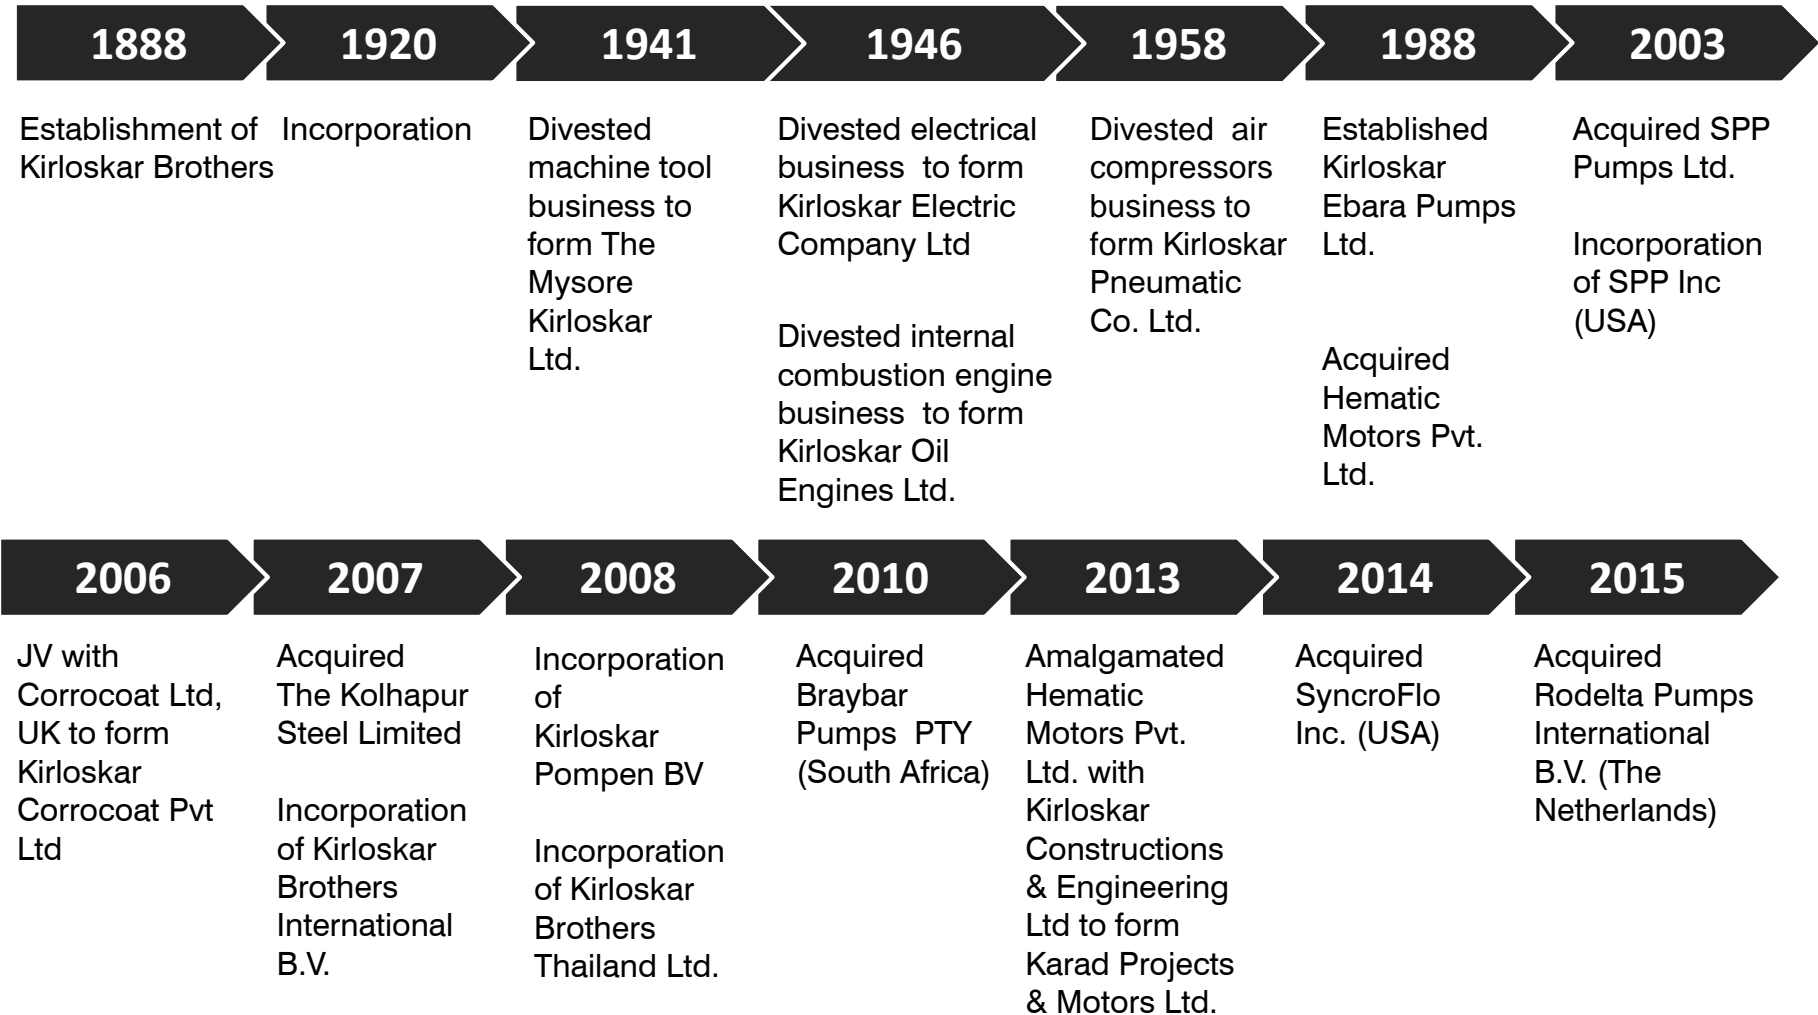 1888
Establishment of
Kirloskar Brothers
1920
Incorporation
1941
Divested
machine tool
business to
form The
Mysore
Kirloskar
Ltd.
1946
Divested electrical
business to form
Kirloskar Electric
Company Ltd
Divested internal
combustion engine
business to form
Kirloskar Oil
Engines Ltd.
1958
Divested air
compressors
business to
form Kirloskar
Pneumatic
Co. Ltd.
1988
Established
Kirloskar
Ebara Pumps
Ltd.
Acquired
Hematic
Motors Pvt.
Ltd.
2003
Acquired SPP
Pumps Ltd.
Incorporation
of SPP Inc
(USA)
2006
JV with
Corrocoat Ltd,
UK to form
Kirloskar
Corrocoat Pvt
Ltd
2007
Acquired
The Kolhapur
Steel Limited
Incorporation
of Kirloskar
Brothers
International
B.V.
2008
Incorporation
of
Kirloskar
Pompen BV
Incorporation
of Kirloskar
Brothers
Thailand Ltd.
2010
Acquired
Braybar
Pumps PTY
(South Africa)
2013
Amalgamated
Hematic
Motors Pvt.
Ltd. with
Kirloskar
Constructions
& Engineering
Ltd to form
Karad Projects
& Motors Ltd.
2014
Acquired
SyncroFlo
Inc. (USA)
2015
Acquired
Rodelta Pumps
International
B.V. (The
Netherlands)